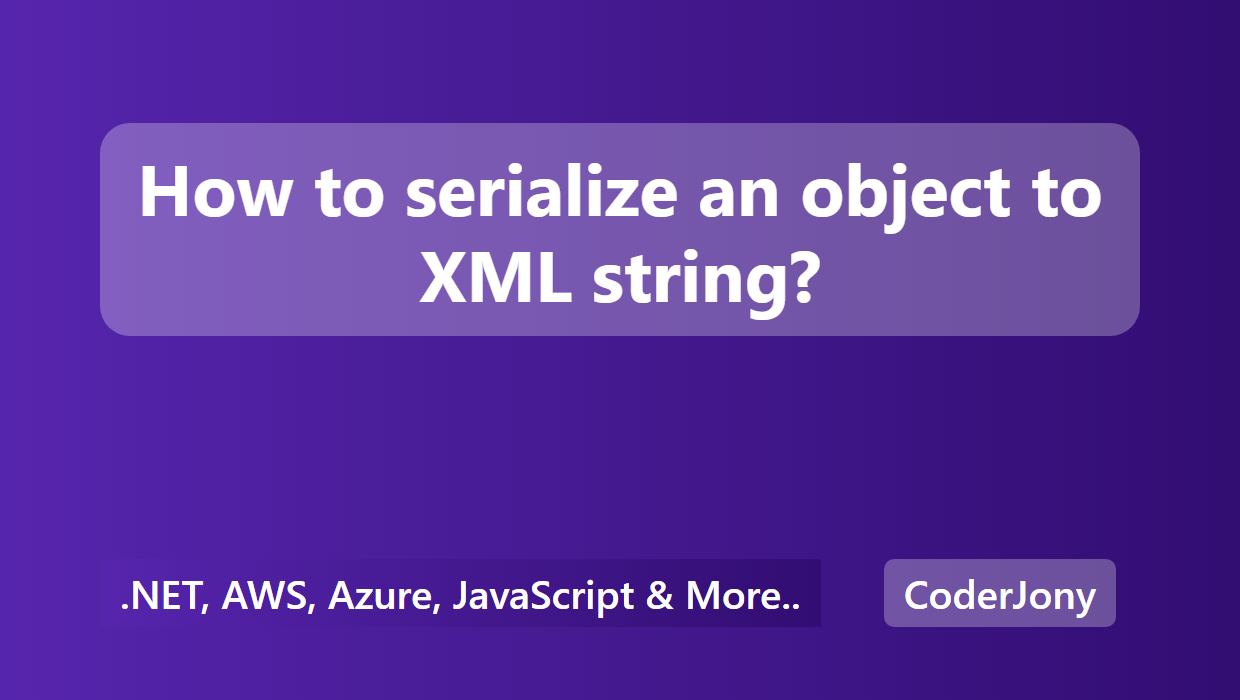 How to serialize an object to
XML string?
.NET, AWS, Azure, JavaScript & More..
CoderJony